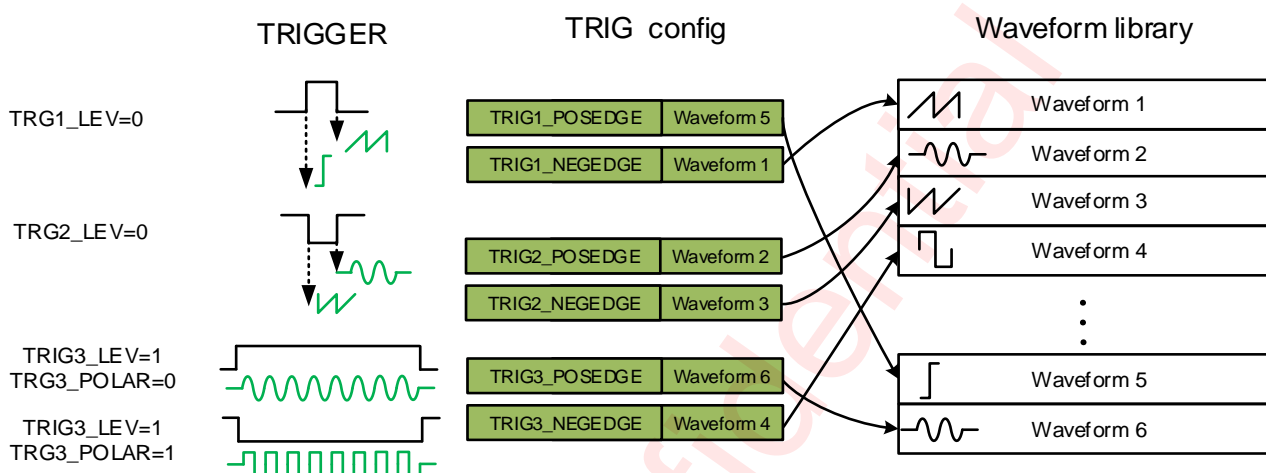 TRIGGER
TRIG config
Waveform library
TRG1_LEV=0
TRIG1_POSEDGE Waveform 5
TRIG1_NEGEDGE Waveform 1
TRG2_LEV=0
TRIG2_POSEDGE Waveform 2
TRIG2_NEGEDGE Waveform 3
TRIG3_LEV=1
TRG3_POLAR=0
TRIG3_LEV=1
TRG3_POLAR=1
TRIG3_POSEDGE Waveform 6
TRIG3_NEGEDGE Waveform 4
Waveform 1
Waveform 2
Waveform 3
Waveform 4
Waveform 5
Waveform 6
fidential